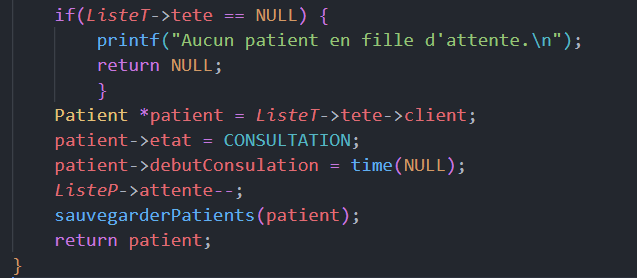 if(ListeT->tete == NULL) {
printf("Aucun patient en fille d'attente.\n");
return NULL;
}
Patient *patient = ListeT->tete->client;
patient->etat = CONSULTATION;
patient->debutConsulation = time(NULL);
ListeP->attente--;
sauvegarderPatients(patient);
return patient;
}